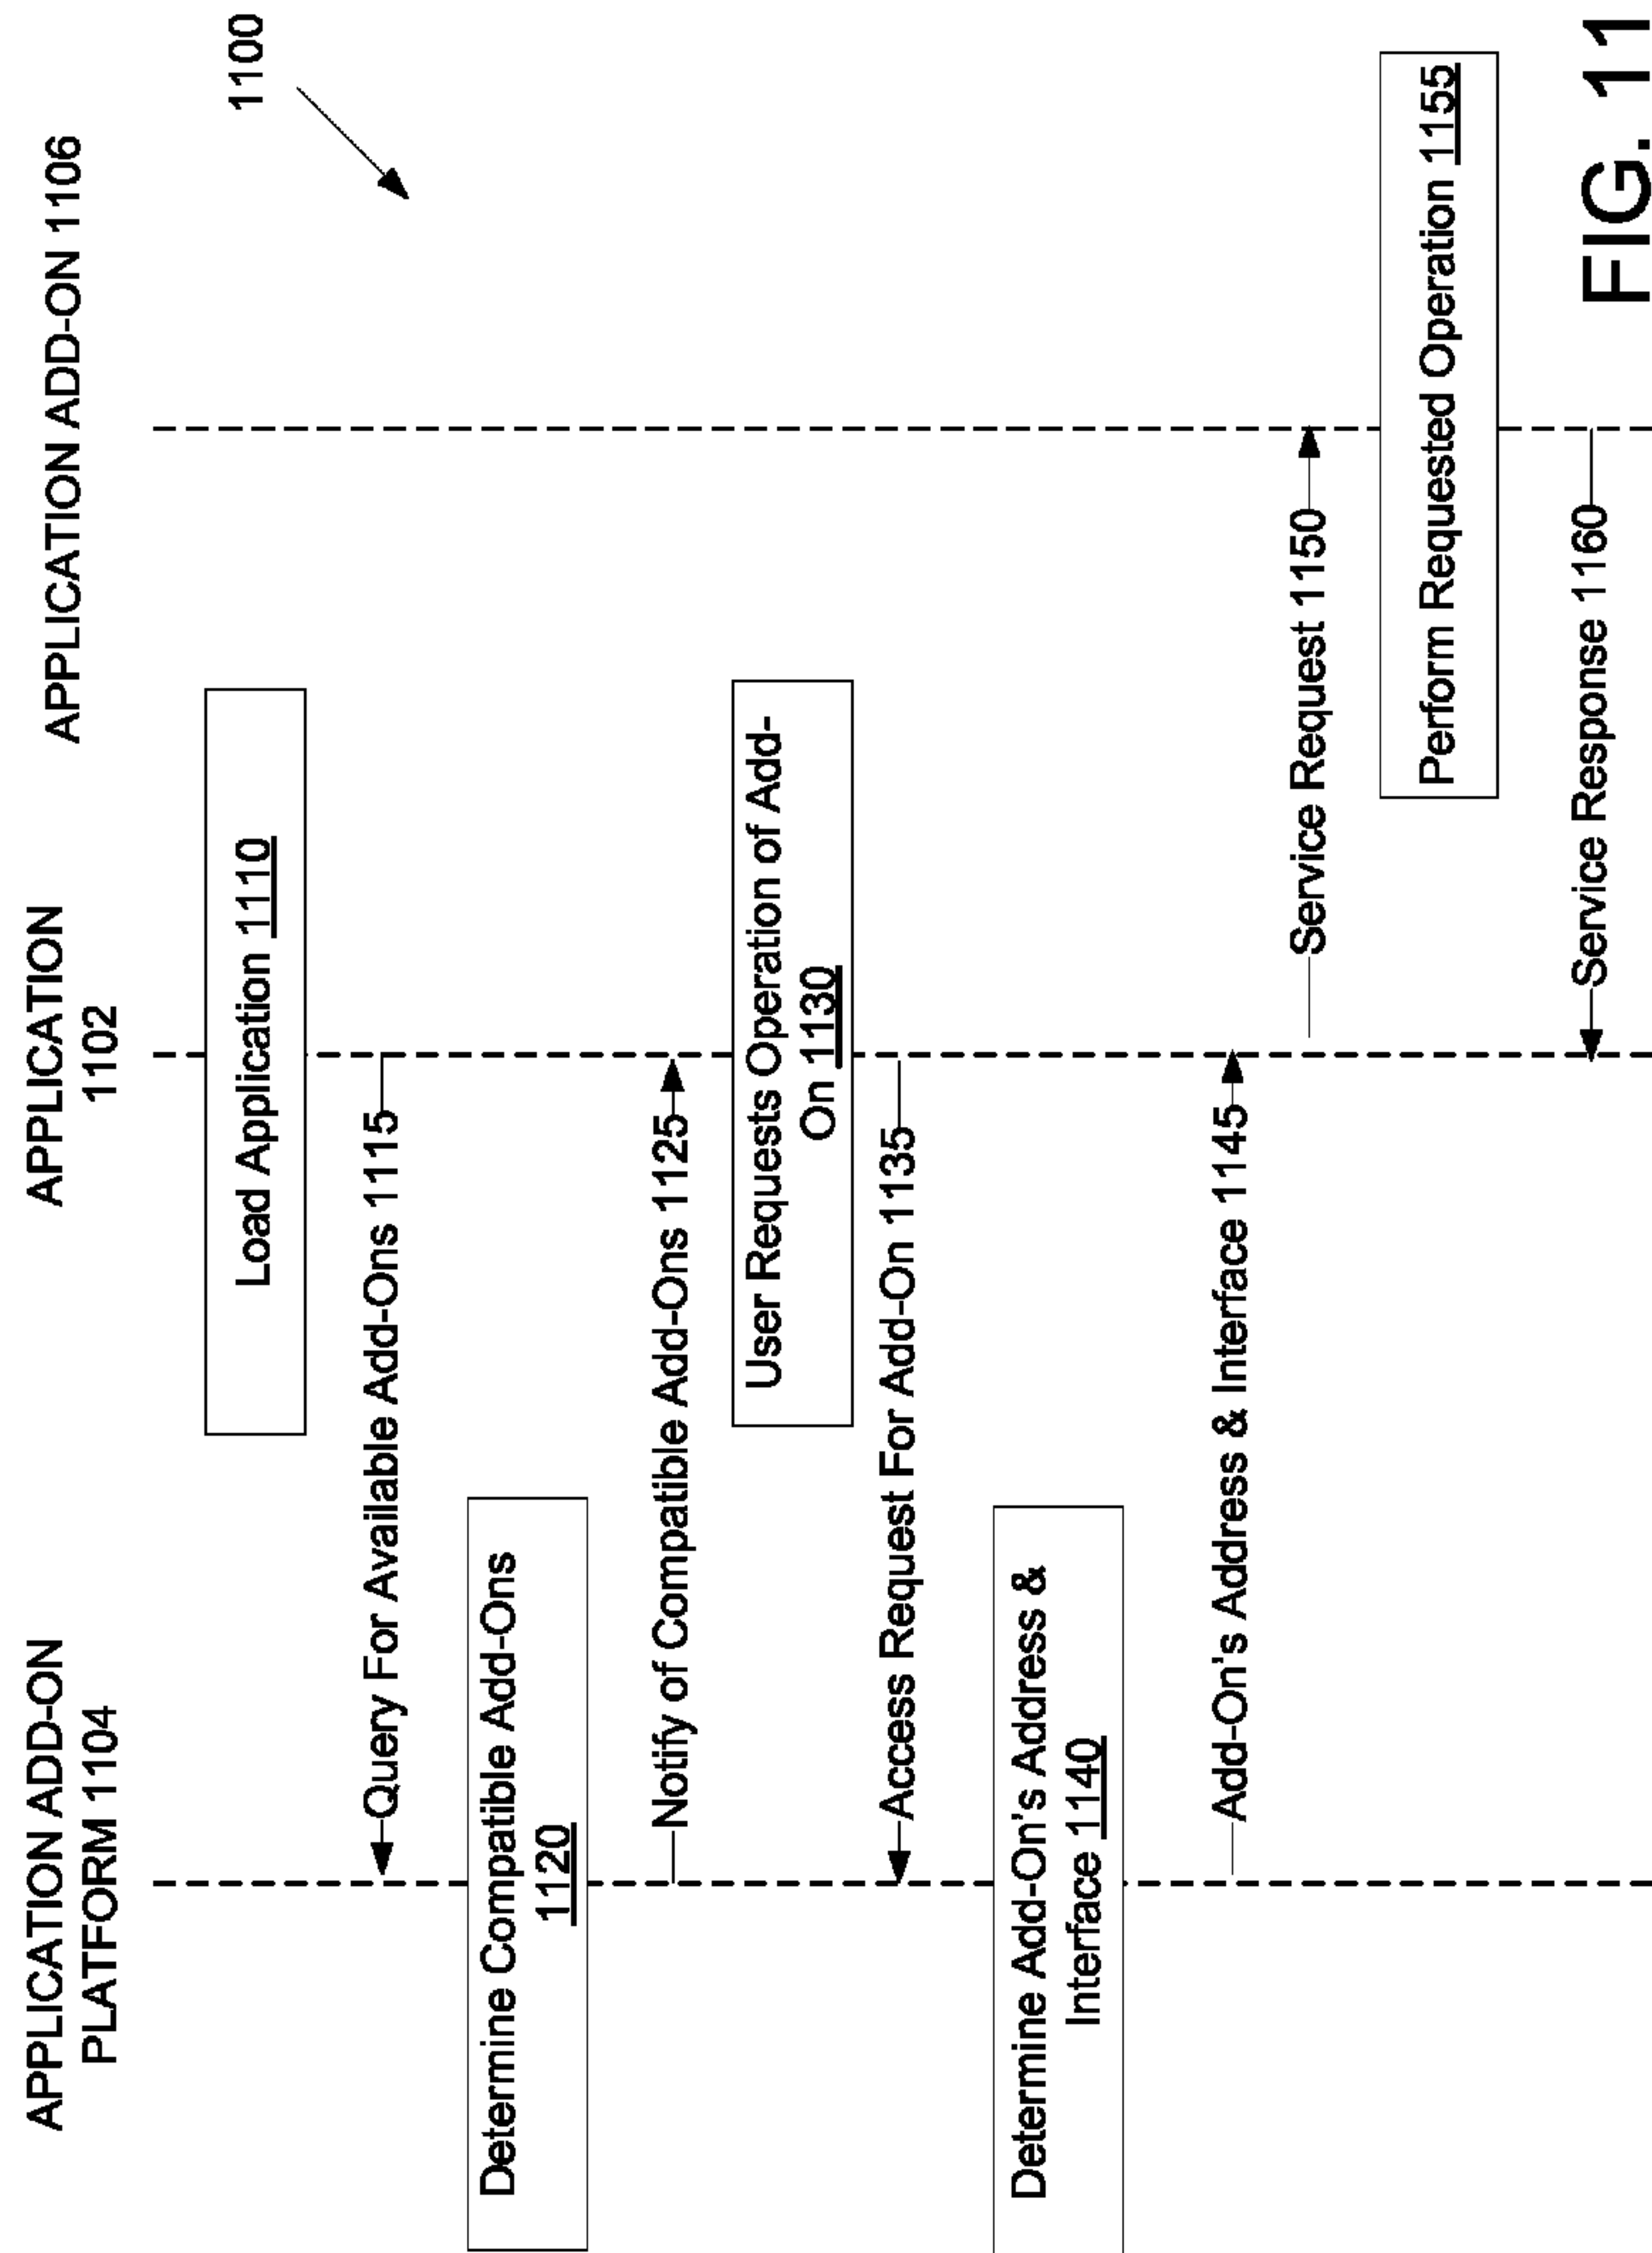 APPLICATION ADD-ON
PLATFORM 1104
APPLICATION
1102
APPLICATION ADD-ON 1106
1100
Load Application 1110
Query For Available Add-Ons 1115
Determine Compatible Add-Ons
1120
Notify of Compatible Add-Ons 1125
User Requests Operation of Add-
On 1130
Access Request For Add-On 1135
Determine Add-On's Address &
Interface 1140
Add-On's Address & Interface 1145
Service Request 1150
Perform Requested Operation 1155
Service Response 1160
FIG. 11